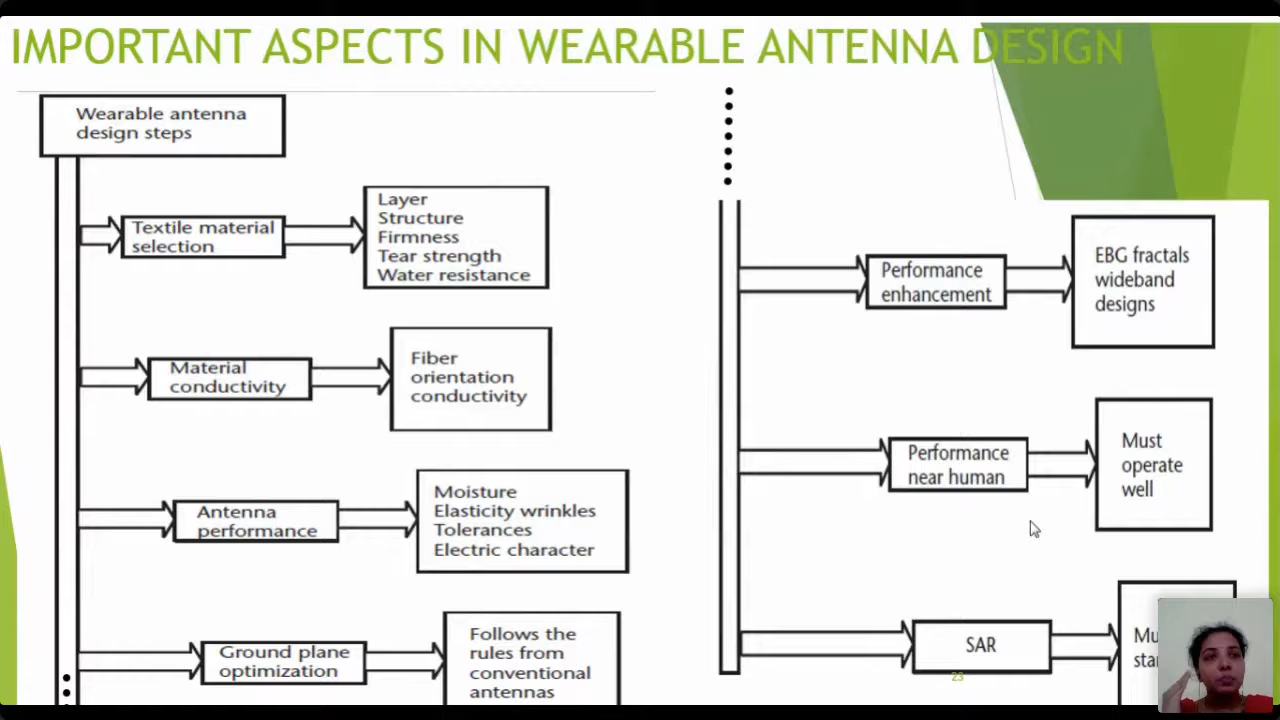 IMPORTANT ASPECTS IN WEARABLE ANTENNA DESIGN
Wearable antenna
design steps
Textile material
selection
Layer
Structure
Firmness
Tear strength
Water resistance
Material
conductivity
Fiber
orientation
conductivity
Antenna
performance
Moisture
Elasticity wrinkles
Tolerances
Electric character
Ground plane
optimization
Follows the
rules from
conventional
antennas
Performance
enhancement
EBG fractals
wideband
designs
Performance
near human
Must
operate
well
SAR
23